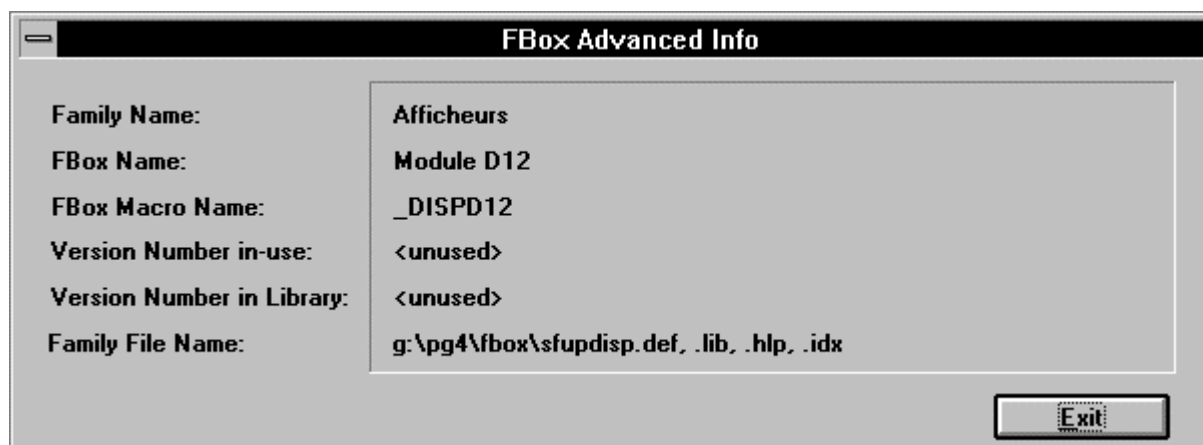 FBox Advanced Info
Family Name: Afficheurs
FBox Name: Module D12
FBox Macro Name: _DISPD12
Version Number in-use: <unused>
Version Number in Library: <unused>
Family File Name: g:\pg4\fbox\sfupdisp.def, .lib, .hlp, .idx
Exit